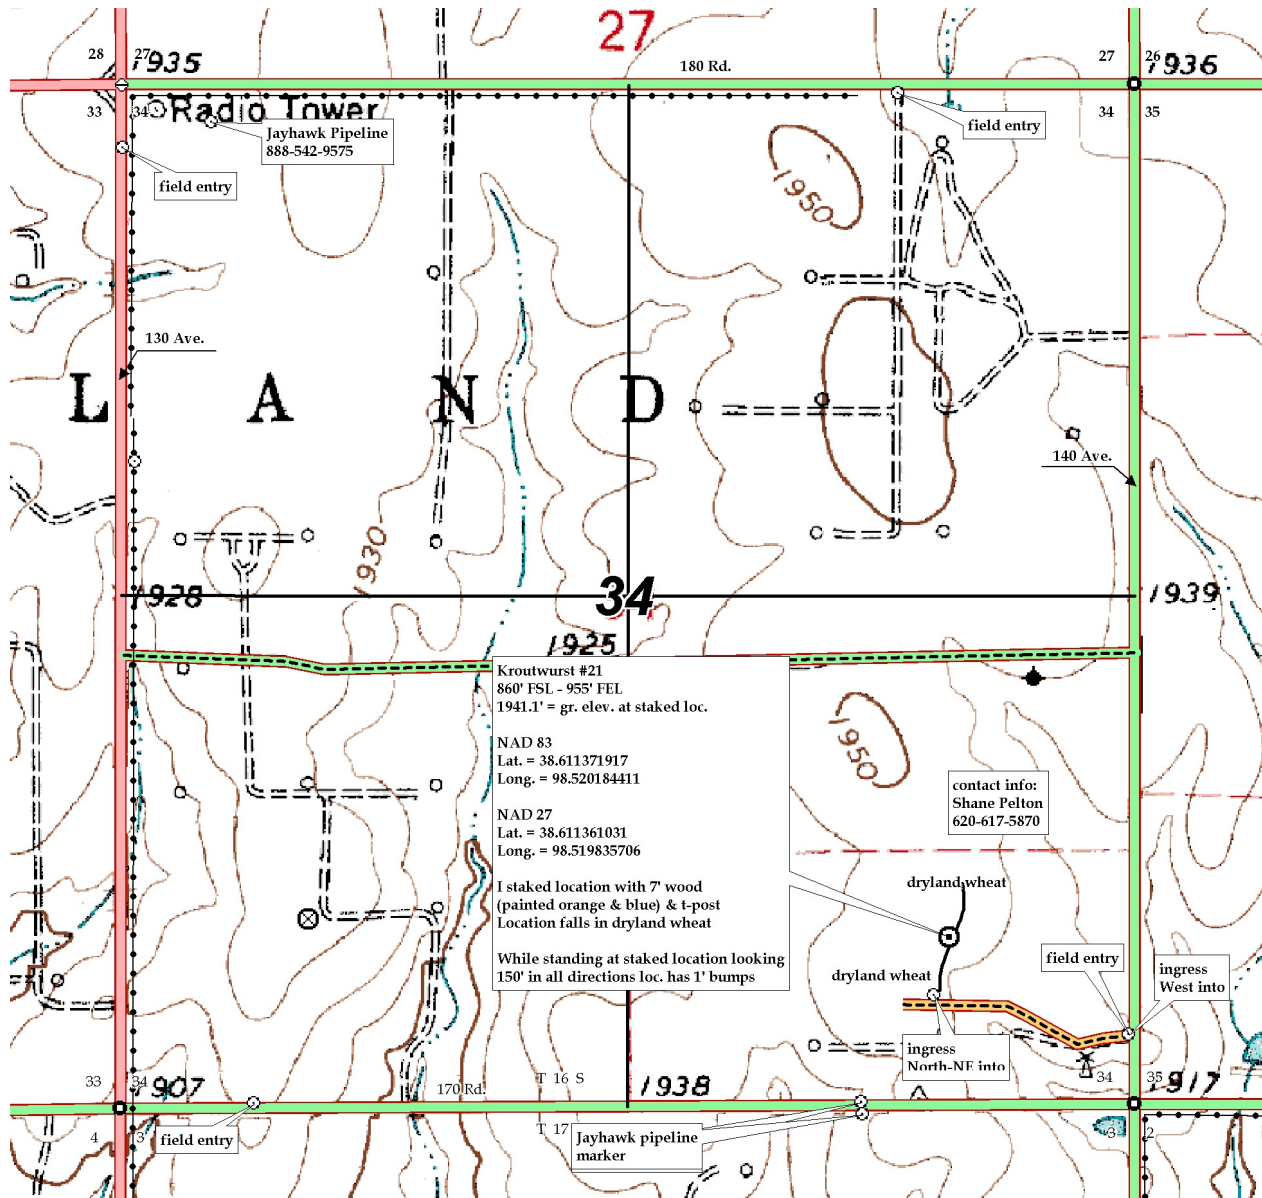 27
28
27
1935
180 Rd.
27
26
1936
33
34
Radio Tower
34
35
Jayhawk Pipeline
888-542-9575
field entry
field entry
1950
130 Ave.
L A N D
140 Ave.
1930
1928
34
1939
1925
Kroutwurst #21
860' FSL - 955' FEL
1941.1' = gr. elev. at staked loc.
NAD 83
Lat. = 38.611371917
Long. = 98.520184411
NAD 27
Lat. = 38.611361031
Long. = 98.519835706
I staked location with 7' wood
(painted orange & blue) & t-post
Location falls in dryland wheat
While standing at staked location looking
150' in all directions loc. has 1' bumps
1950
contact info:
Shane Pelton
620-617-5870
dryland wheat
dryland wheat
field entry
ingress
West into
ingress
North-NE into
33
34
1907
170 Rd.
T 16 S
1938
34
35
1917
4
3
field entry
T 17
Jayhawk pipeline
marker
3
2